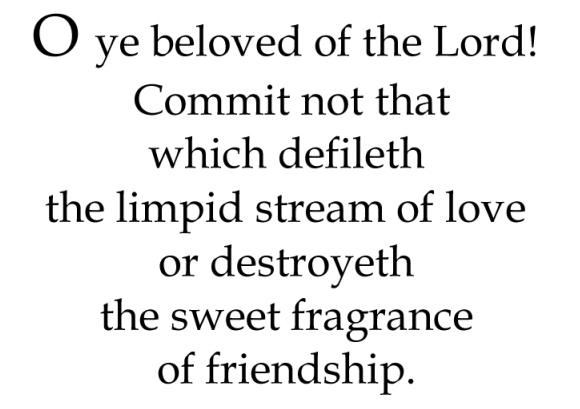 O ye beloved of the Lord!
Commit not that
which defileth
the limpid stream of love
or destroyeth
the sweet fragrance
of friendship.